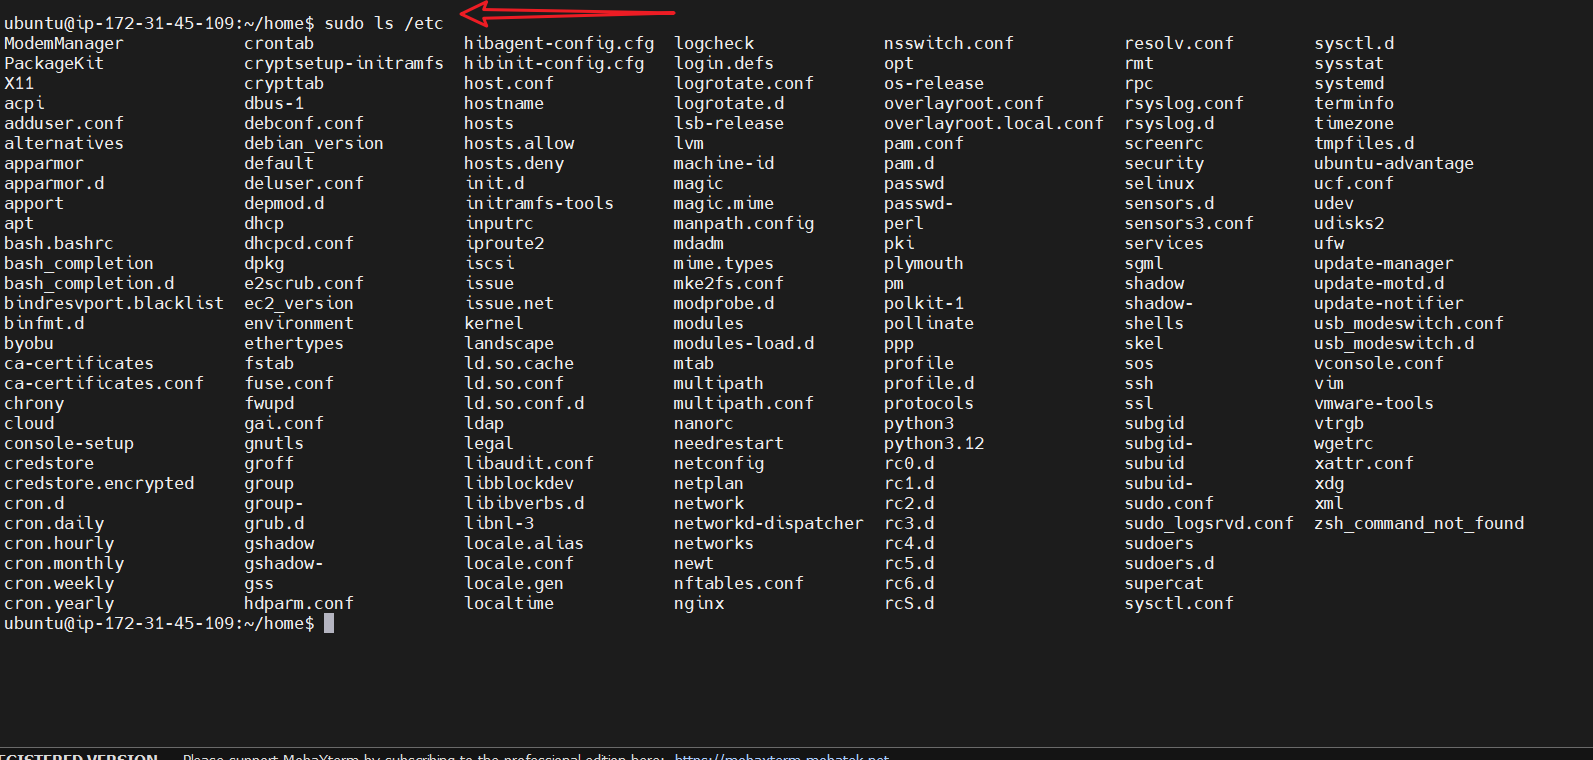 ubuntu@ip-172-31-45-109:~/home$ sudo ls /etc
ModemManager crontab hibagent-config.cfg logcheck nsswitch.conf resolv.conf sysctl.d
PackageKit cryptsetup-initramfs hibinit-config.cfg login.defs opt rmt sysstat
X11 crypttab host.conf logrotate.conf os-release rpc systemd
acpi dbus-1 hostname logrotate.d overlayroot.conf rsyslog.conf terminfo
adduser.conf debconf.conf hosts lsb-release overlayroot.local.conf rsyslog.d timezone
alternatives debian_version hosts.allow lvm pam.conf screenrc tmpfiles.d
apparmor default hosts.deny machine-id pam.d security ubuntu-advantage
apparmor.d deluser.conf init.d magic passwd selinux ucf.conf
apport depmod.d initramfs-tools magic.mime passwd- sensors.d udev
apt dhcp inputrc manpath.config perl sensors3.conf udisks2
bash.bashrc dhcpcd.conf iproute2 mdadm pki services ufw
bash_completion dpkg iscsi mime.types plymouth sgml update-manager
bash_completion.d e2scrub.conf issue mke2fs.conf pm shadow update-motd.d
bindresvport.blacklist ec2_version issue.net modprobe.d polkit-1 shadow- update-notifier
binfmt.d environment kernel modules pollinate shells usb_modeswitch.conf
byobu ethertypes landscape modules-load.d ppp skel usb_modeswitch.d
ca-certificates fstab ld.so.cache mtab profile sos vconsole.conf
ca-certificates.conf fuse.conf ld.so.conf multipath profile.d ssh vim
chrony fwupd ld.so.conf.d multipath.conf protocols ssl vmware-tools
cloud gai.conf ldap nanorc python3 subgid vtrgb
console-setup gnutls legal needrestart python3.12 subgid- wgetrc
credstore groff libaudit.conf netconfig rc0.d subuid xattr.conf
credstore.encrypted group libblockdev netplan rc1.d subuid- xdg
cron.d group- libibverbs.d network rc2.d sudo.conf xml
cron.daily grub.d libnl-3 networkd-dispatcher rc3.d sudo_logsrvd.conf zsh_command_not_found
cron.hourly gshadow locale.alias networks rc4.d sudoers
cron.monthly gshadow- locale.conf newt rc5.d sudoers.d
cron.weekly gss locale.gen nftables.conf rc6.d supercat
cron.yearly hdparm.conf localtime nginx rcS.d sysctl.conf
ubuntu@ip-172-31-45-109:~/home$
EGISTERED VERSION Please support MobaXterm by subscribing to the professional edition here: https://mobaxterm.mobatek.net